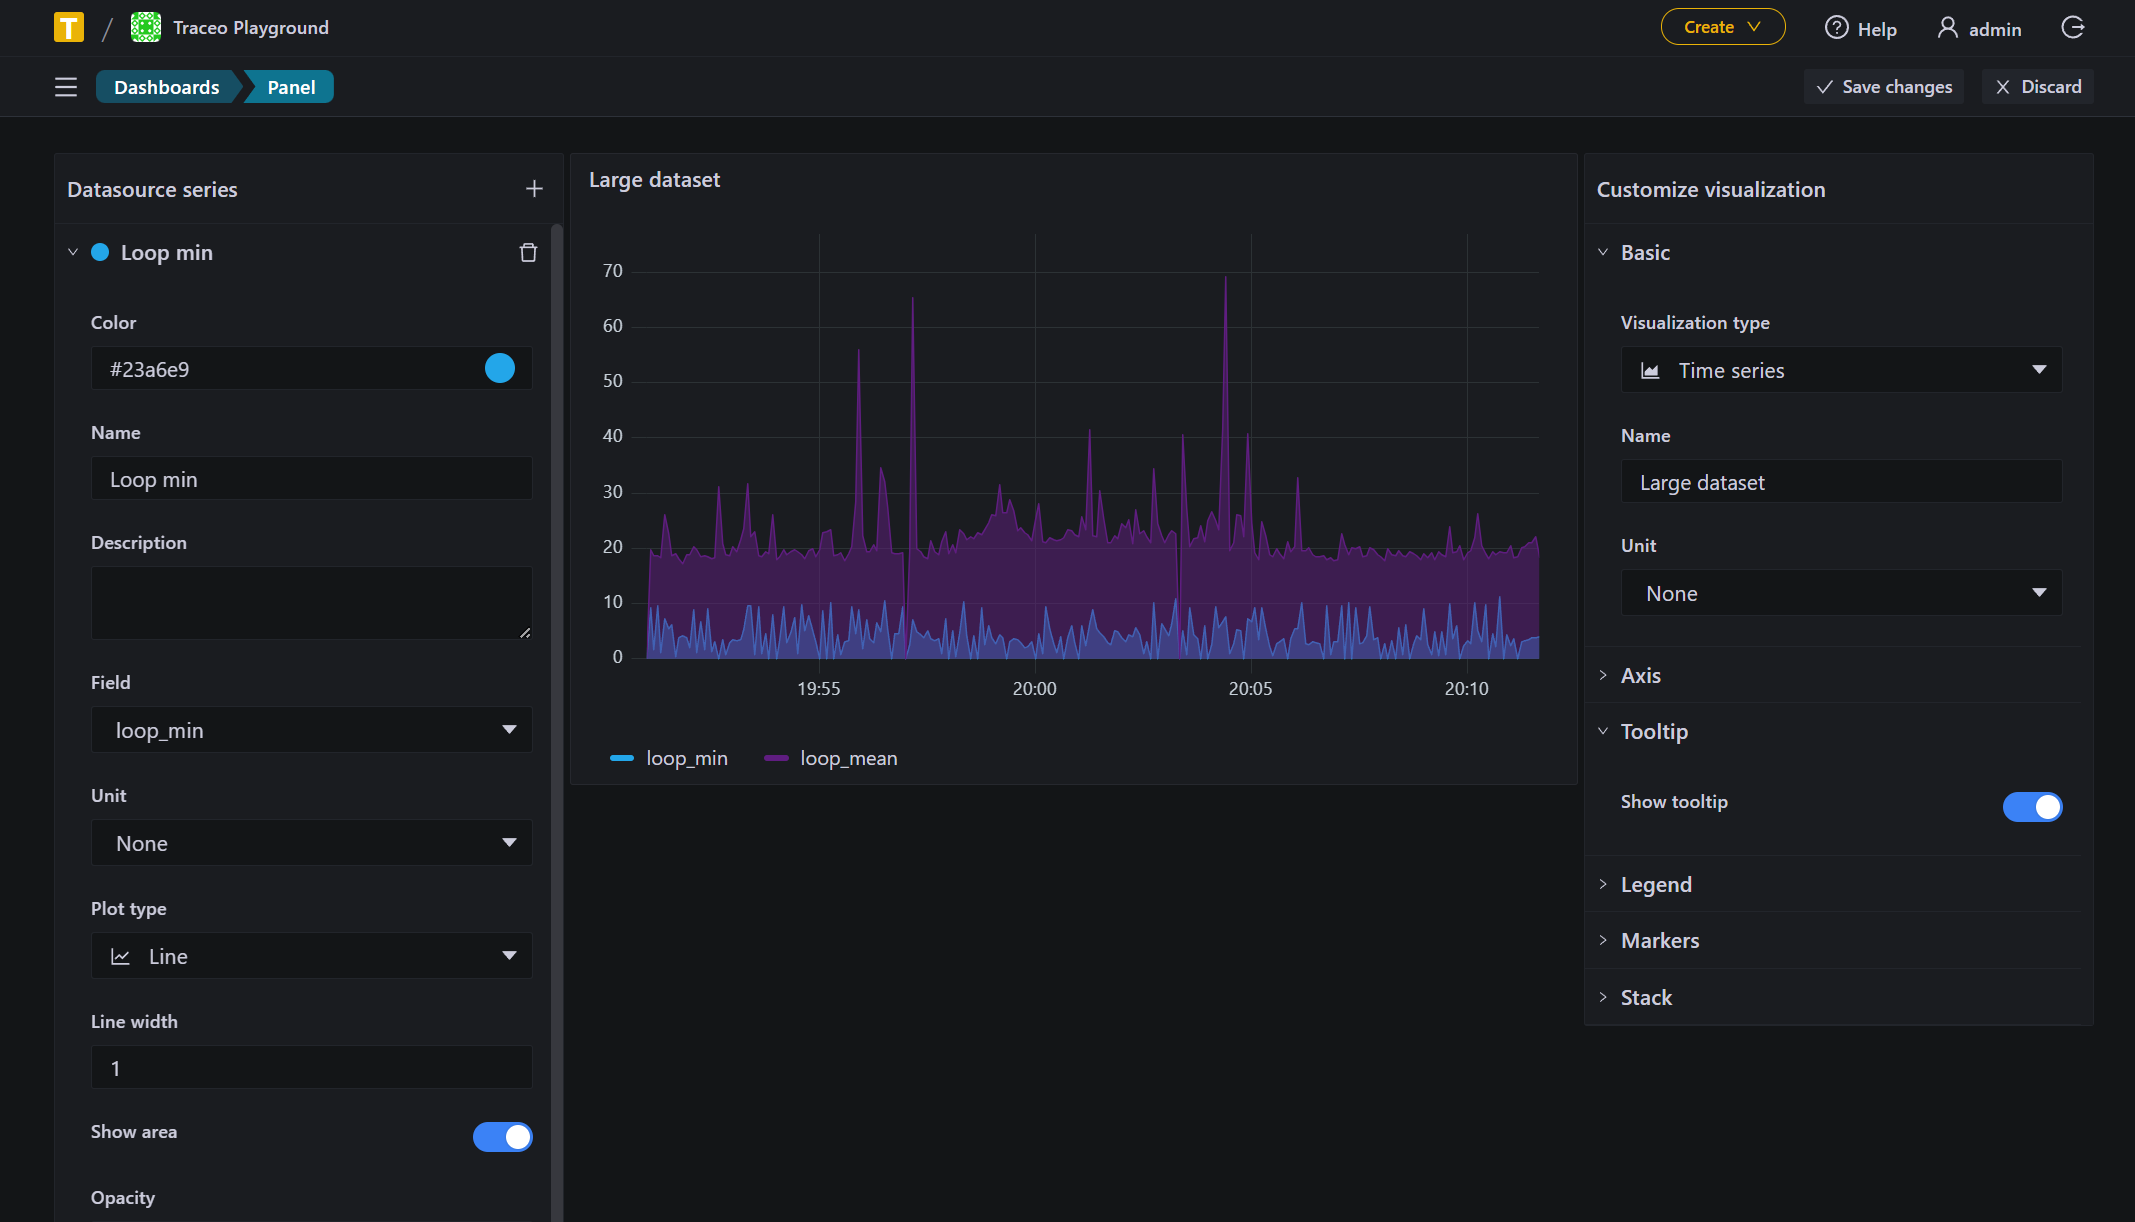 T / Traceo Playground
Create
Help
admin
Dashboards
Panel
Save changes
Discard
Datasource series
Loop min
Color
#23a6e9
Name
Loop min
Description
Field
loop_min
Unit
None
Plot type
Line
Line width
1
Show area
Opacity
Large dataset
70
60
50
40
30
20
10
0
19:55
20:00
20:05
20:10
loop_min
loop_mean
Customize visualization
Basic
Visualization type
Time series
Name
Large dataset
Unit
None
Axis
Tooltip
Show tooltip
Legend
Markers
Stack